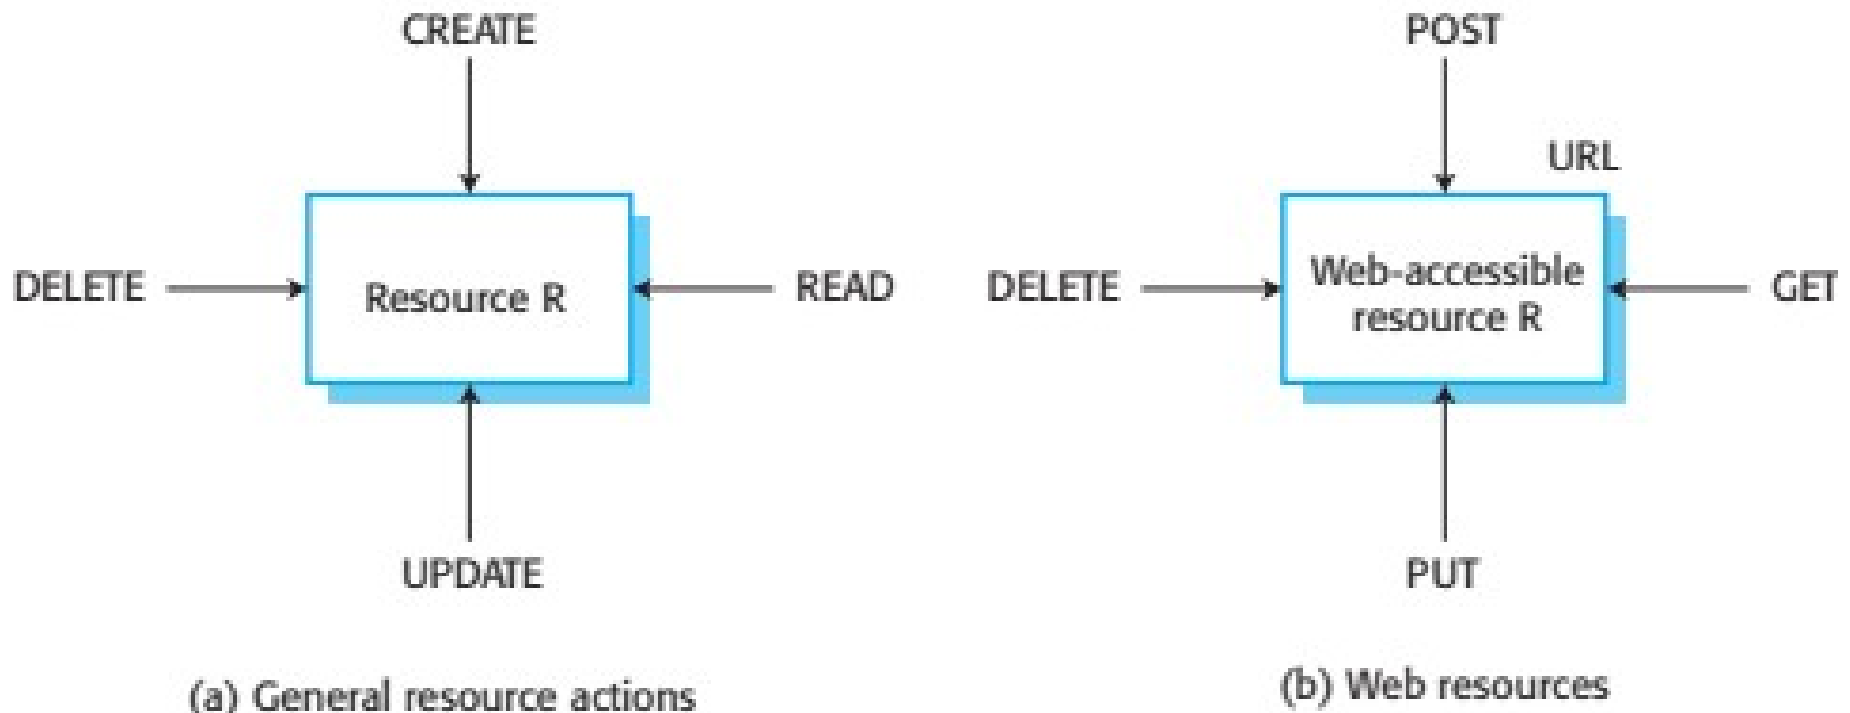 CREATE
DELETE
Resource R
READ
UPDATE
(a) General resource actions
POST
URL
DELETE
Web-accessible
resource R
GET
PUT
(b) Web resources